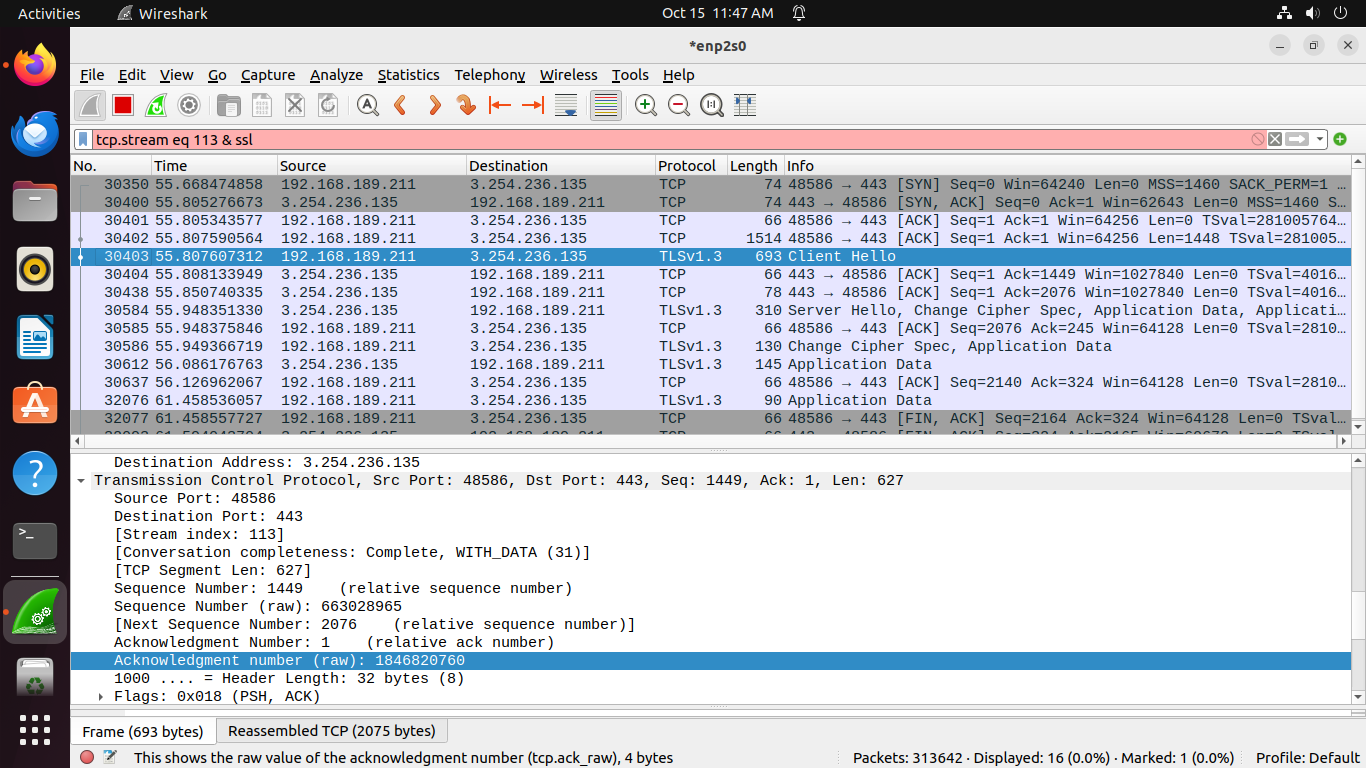 Activities Wireshark Oct 15 11:47 AM
*enp2s0
File Edit View Go Capture Analyze Statistics Telephony Wireless Tools Help
tcp.stream eq 113 & ssl
No. Time Source Destination Protocol Length Info
30350 55.668474858 192.168.189.211 3.254.236.135 TCP 74 48586 → 443 [SYN] Seq=0 Win=64240 Len=0 MSS=1460 SACK_PERM=1 …
30400 55.805276673 3.254.236.135 192.168.189.211 TCP 74 443 → 48586 [SYN, ACK] Seq=0 Ack=1 Win=62643 Len=0 MSS=1460 S…
30401 55.805343577 192.168.189.211 3.254.236.135 TCP 66 48586 → 443 [ACK] Seq=1 Ack=1 Win=64256 Len=0 TSval=281005764…
30402 55.807590564 192.168.189.211 3.254.236.135 TCP 1514 48586 → 443 [ACK] Seq=1 Ack=1 Win=64256 Len=1448 TSval=281005…
30403 55.807607312 192.168.189.211 3.254.236.135 TLSv1.3 693 Client Hello
30404 55.808133949 3.254.236.135 192.168.189.211 TCP 66 443 → 48586 [ACK] Seq=1 Ack=1449 Win=1027840 Len=0 TSval=4016…
30438 55.850740335 3.254.236.135 192.168.189.211 TCP 78 443 → 48586 [ACK] Seq=1 Ack=2076 Win=1027840 Len=0 TSval=4016…
30584 55.948351330 3.254.236.135 192.168.189.211 TLSv1.3 310 Server Hello, Change Cipher Spec, Application Data, Applicati…
30585 55.948375846 192.168.189.211 3.254.236.135 TCP 66 48586 → 443 [ACK] Seq=2076 Ack=245 Win=64128 Len=0 TSval=2810…
30586 55.949366719 192.168.189.211 3.254.236.135 TLSv1.3 130 Change Cipher Spec, Application Data
30612 56.086176763 3.254.236.135 192.168.189.211 TLSv1.3 145 Application Data
30637 56.126962067 192.168.189.211 3.254.236.135 TCP 66 48586 → 443 [ACK] Seq=2140 Ack=324 Win=64128 Len=0 TSval=2810…
32076 61.458536057 192.168.189.211 3.254.236.135 TLSv1.3 90 Application Data
32077 61.458557727 192.168.189.211 3.254.236.135 TCP 66 48586 → 443 [FIN, ACK] Seq=2164 Ack=324 Win=64128 Len=0 TSval…
Destination Address: 3.254.236.135
Transmission Control Protocol, Src Port: 48586, Dst Port: 443, Seq: 1449, Ack: 1, Len: 627
Source Port: 48586
Destination Port: 443
[Stream index: 113]
[Conversation completeness: Complete, WITH_DATA (31)]
[TCP Segment Len: 627]
Sequence Number: 1449 (relative sequence number)
Sequence Number (raw): 663028965
[Next Sequence Number: 2076 (relative sequence number)]
Acknowledgment Number: 1 (relative ack number)
Acknowledgment number (raw): 1846820760
1000 .... = Header Length: 32 bytes (8)
Flags: 0x018 (PSH, ACK)
Frame (693 bytes) Reassembled TCP (2075 bytes)
This shows the raw value of the acknowledgment number (tcp.ack_raw), 4 bytes Packets: 313642 · Displayed: 16 (0.0%) · Marked: 1 (0.0%) Profile: Default